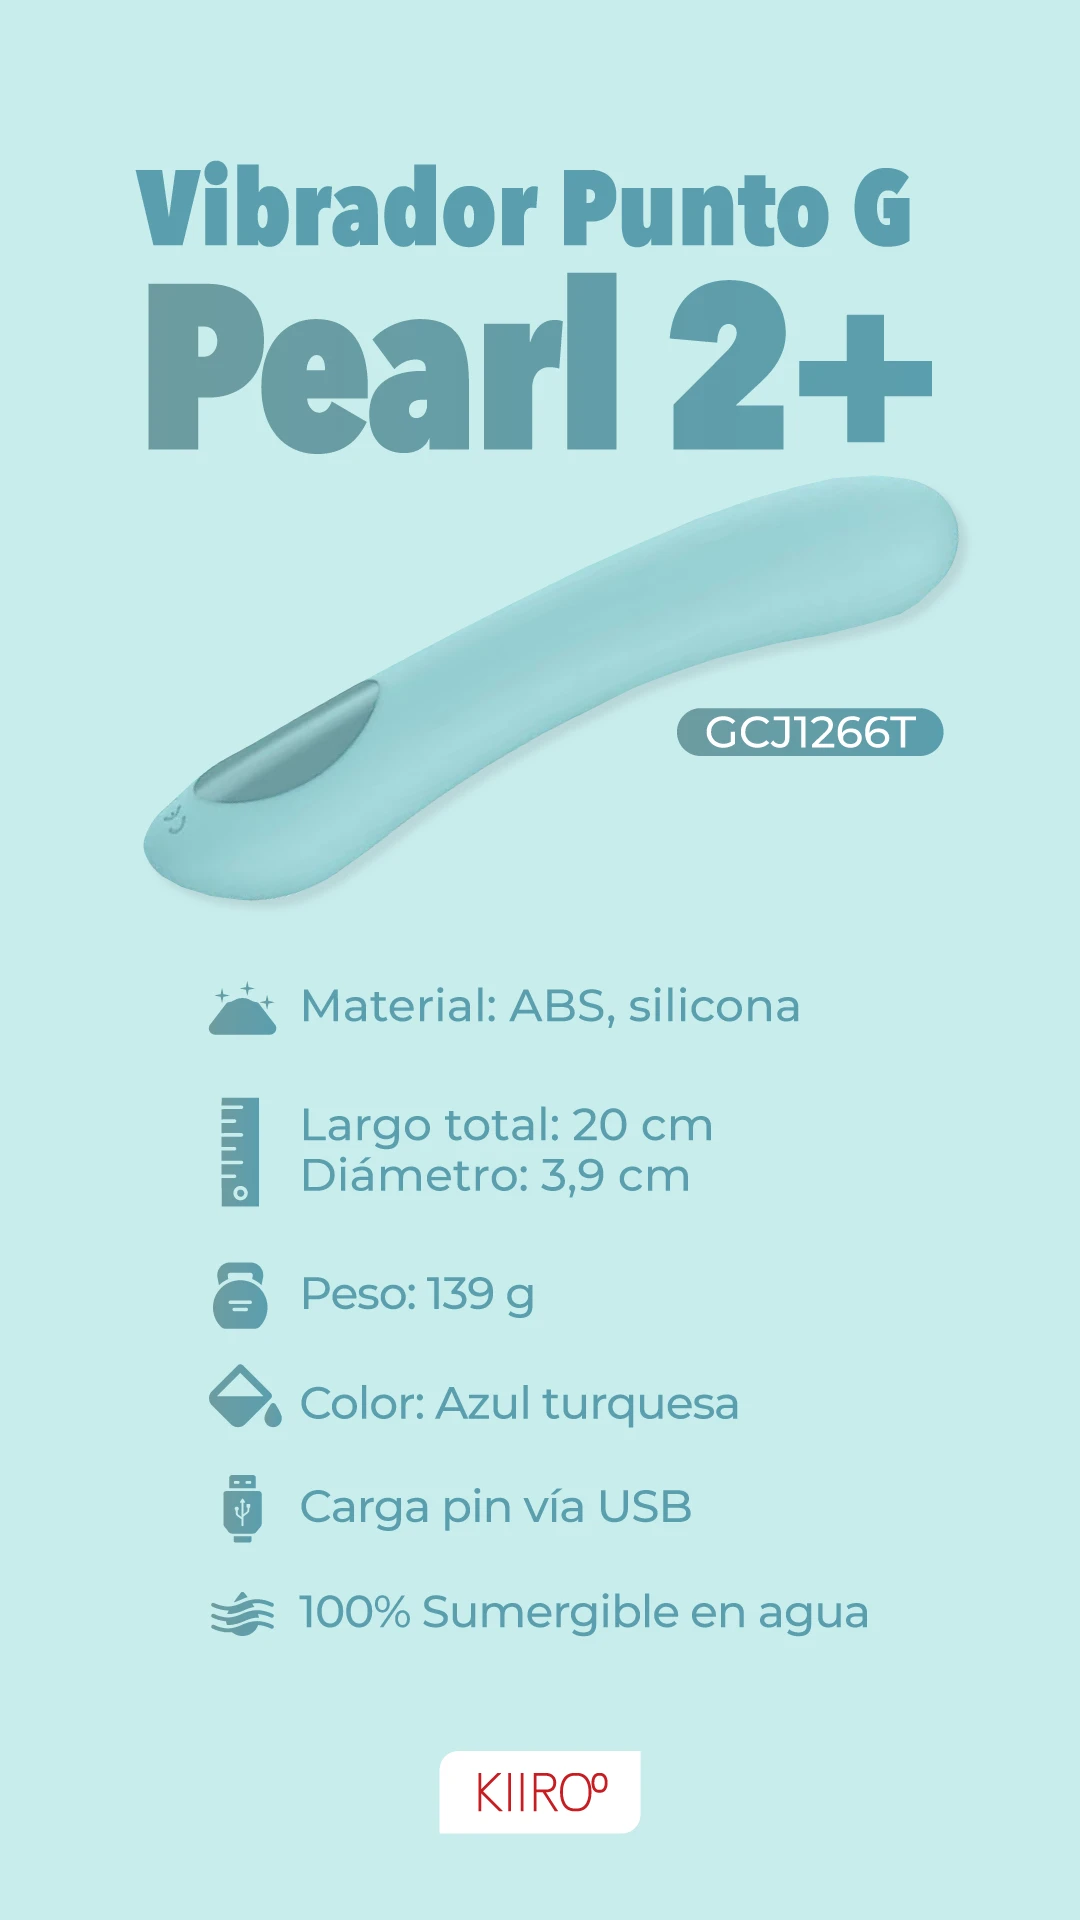 Vibrador Punto G
Pearl 2+
GCJ1266T
Material: ABS, silicona
Largo total: 20 cm
Diámetro: 3,9 cm
Peso: 139 g
Color: Azul turquesa
Carga pin vía USB
100% Sumergible en agua
KIIROO